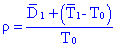 ρ = D̄₁ + (T̄₁ - T₀) / T₀